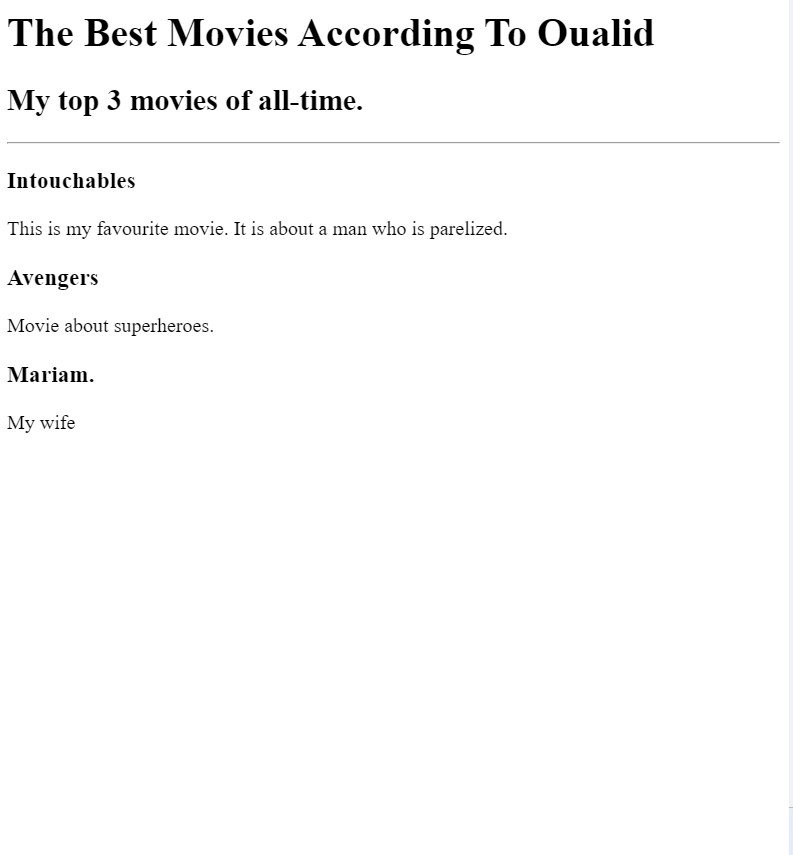 The Best Movies According To Oualid
My top 3 movies of all-time.
Intouchables
This is my favourite movie. It is about a man who is parelized.
Avengers
Movie about superheroes.
Mariam.
My wife